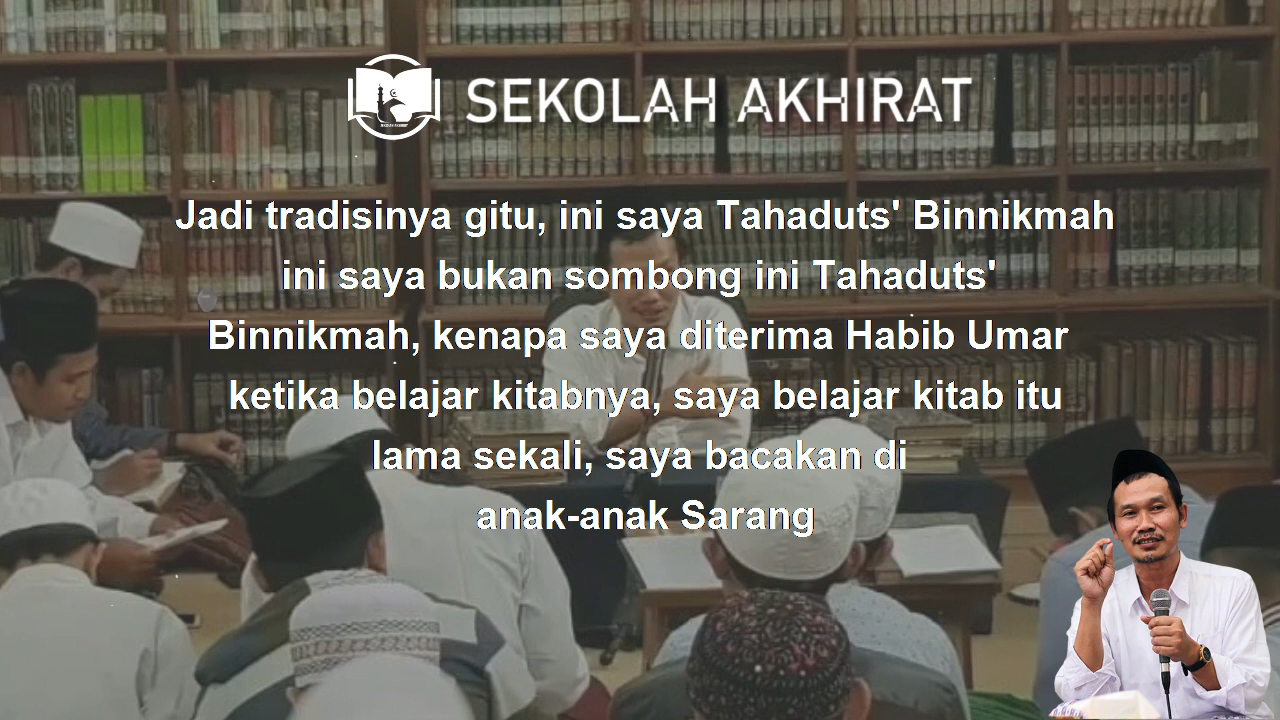 SEKOLAH AKHIRAT
Jadi tradisinya gitu, ini saya Tahaduts' Binnikmah
ini saya bukan sombong ini Tahaduts'
Binnikmah, kenapa saya diterima Habib Umar
ketika belajar kitabnya, saya belajar kitab itu
lama sekali, saya bacakan di
anak-anak Sarang